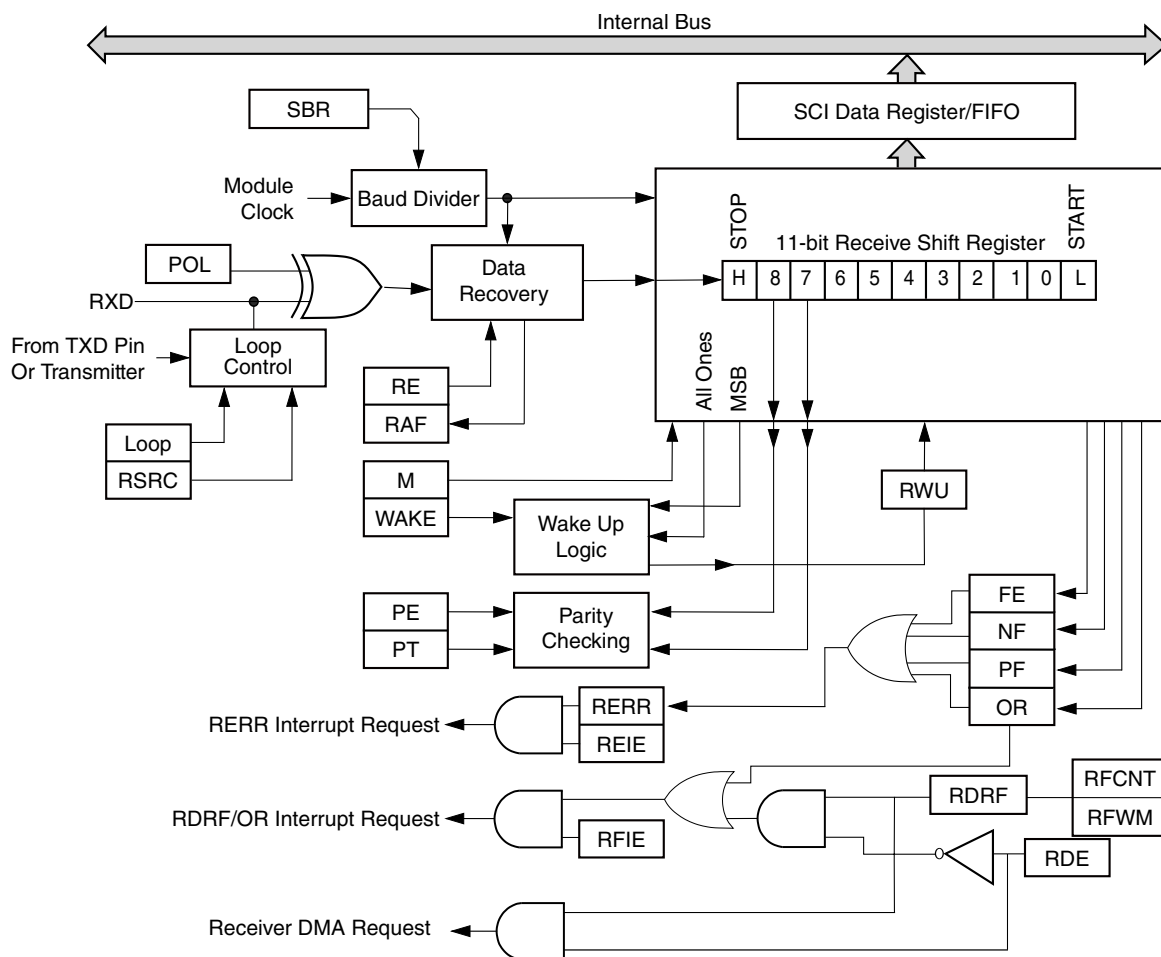 Internal Bus
SBR
SCI Data Register/FIFO
Module
Clock
Baud Divider
STOP
START
11-bit Receive Shift Register
H 8 7 6 5 4 3 2 1 0 L
POL
RXD
Data
Recovery
From TXD Pin
Or Transmitter
Loop
Control
All Ones
MSB
RE
RAF
Loop
RSRC
M
WAKE
Wake Up
Logic
RWU
PE
PT
Parity
Checking
FE
NF
PF
OR
RERR Interrupt Request
RERR
REIE
RDRF/OR Interrupt Request
RFIE
RDRF
RFCNT
RFWM
RDE
Receiver DMA Request